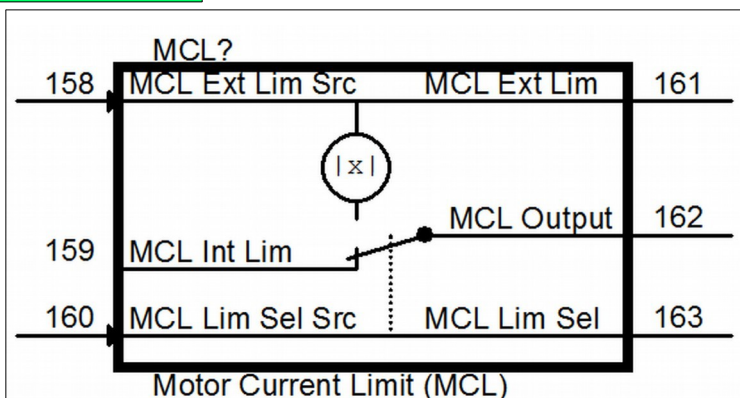 MCL?
158 MCL Ext Lim Src MCL Ext Lim 161
|x|
MCL Output 162
159 MCL Int Lim
160 MCL Lim Sel Src MCL Lim Sel 163
Motor Current Limit (MCL)